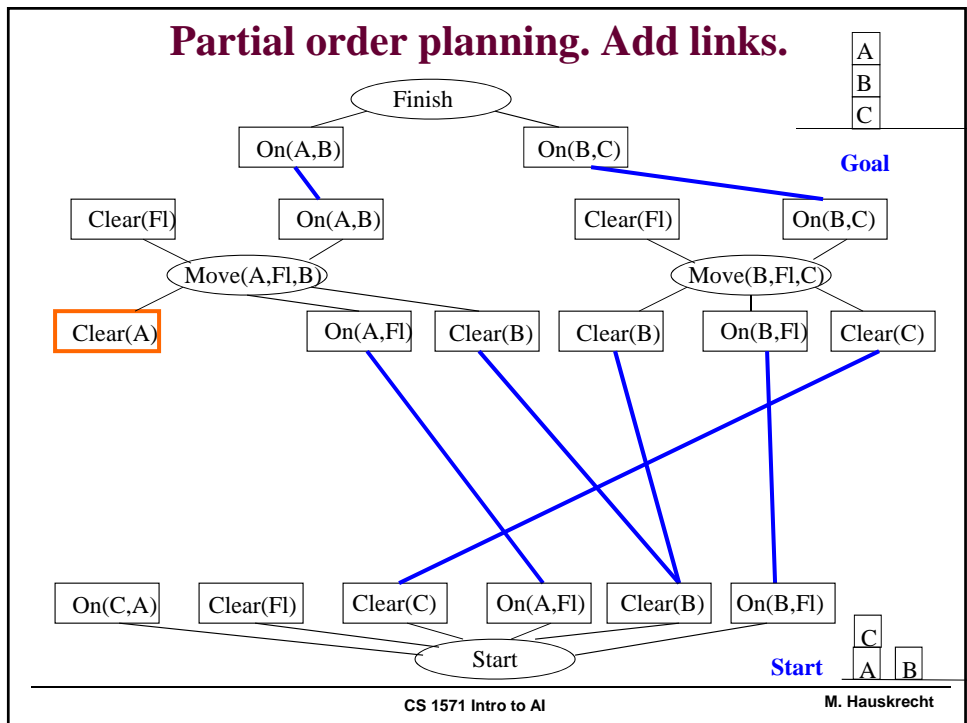 Partial order planning. Add links.
A
B
C
Finish
On(A,B) On(B,C)
Goal
Clear(Fl) On(A,B) Clear(Fl) On(B,C)
Move(A,Fl,B) Move(B,Fl,C)
Clear(A) On(A,Fl) Clear(B) Clear(B) On(B,Fl) Clear(C)
On(C,A) Clear(Fl) Clear(C) On(A,Fl) Clear(B) On(B,Fl)
C
Start Start A B
CS 1571 Intro to AI M. Hauskrecht